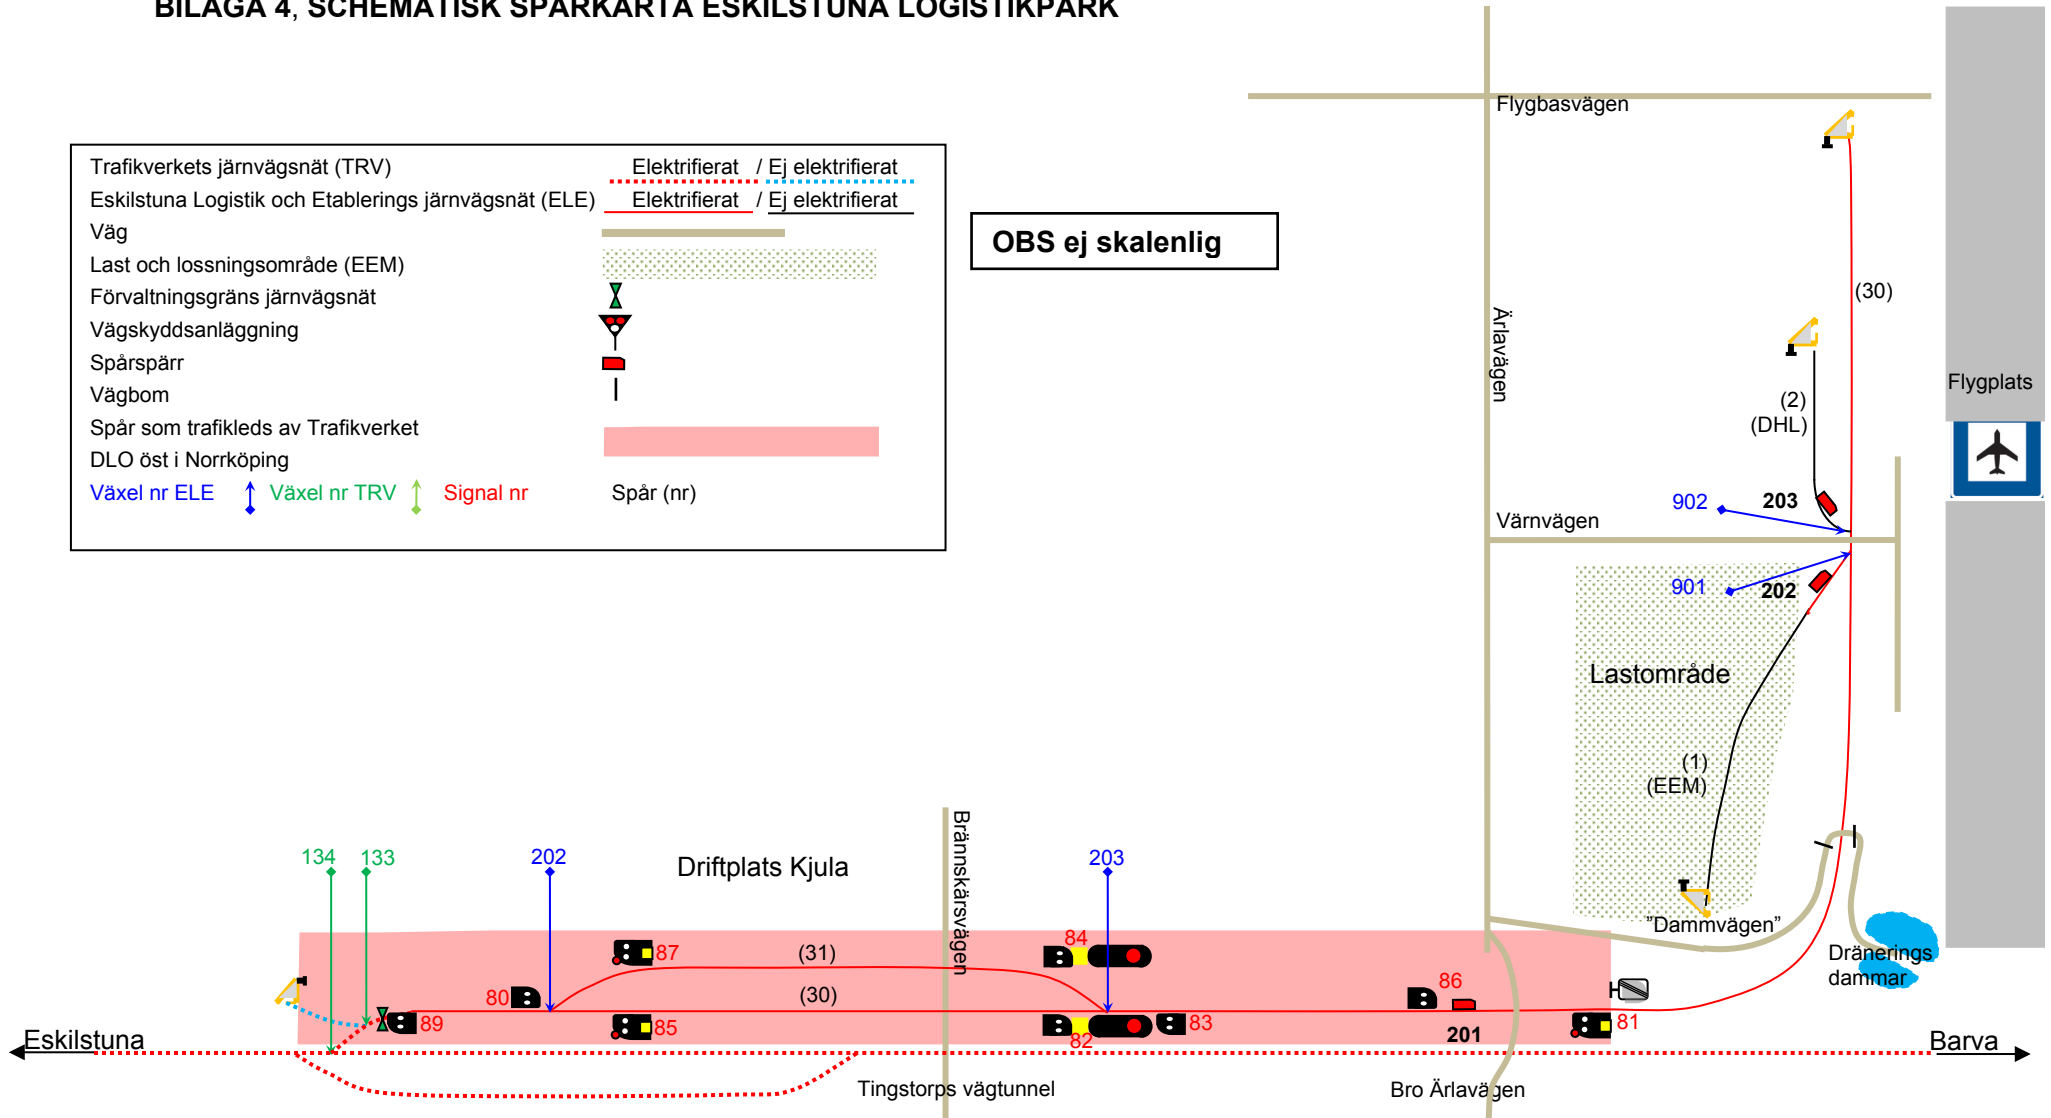 BILAGA 4, SCHEMATISK SPÅRKARTA ESKILSTUNA LOGISTIKPARK
Trafikverkets järnvägsnät (TRV) Elektrifierat / Ej elektrifierat
Eskilstuna Logistik och Etablerings järnvägsnät (ELE) Elektrifierat / Ej elektrifierat
Väg
Last och lossningsområde (EEM)
Förvaltningsgräns järnvägsnät
Vägskyddsanläggning
Spårspärr
Vägbom
Spår som trafikleds av Trafikverket
DLO öst i Norrköping
Växel nr ELE Växel nr TRV Signal nr Spår (nr)
OBS ej skalenlig
Flygbasvägen
(30)
Ärlavägen
Flygplats
(2)
(DHL)
902
203
Värnvägen
901
202
Lastområde
(1)
(EEM)
134
133
202
Driftplats Kjula
Brännskärsvägen
203
"Dammvägen"
Dränerings
dammar
87
(31)
84
80
(30)
86
89
85
82
83
201
81
Eskilstuna
Barva
Tingstorps vägtunnel
Bro Ärlavägen